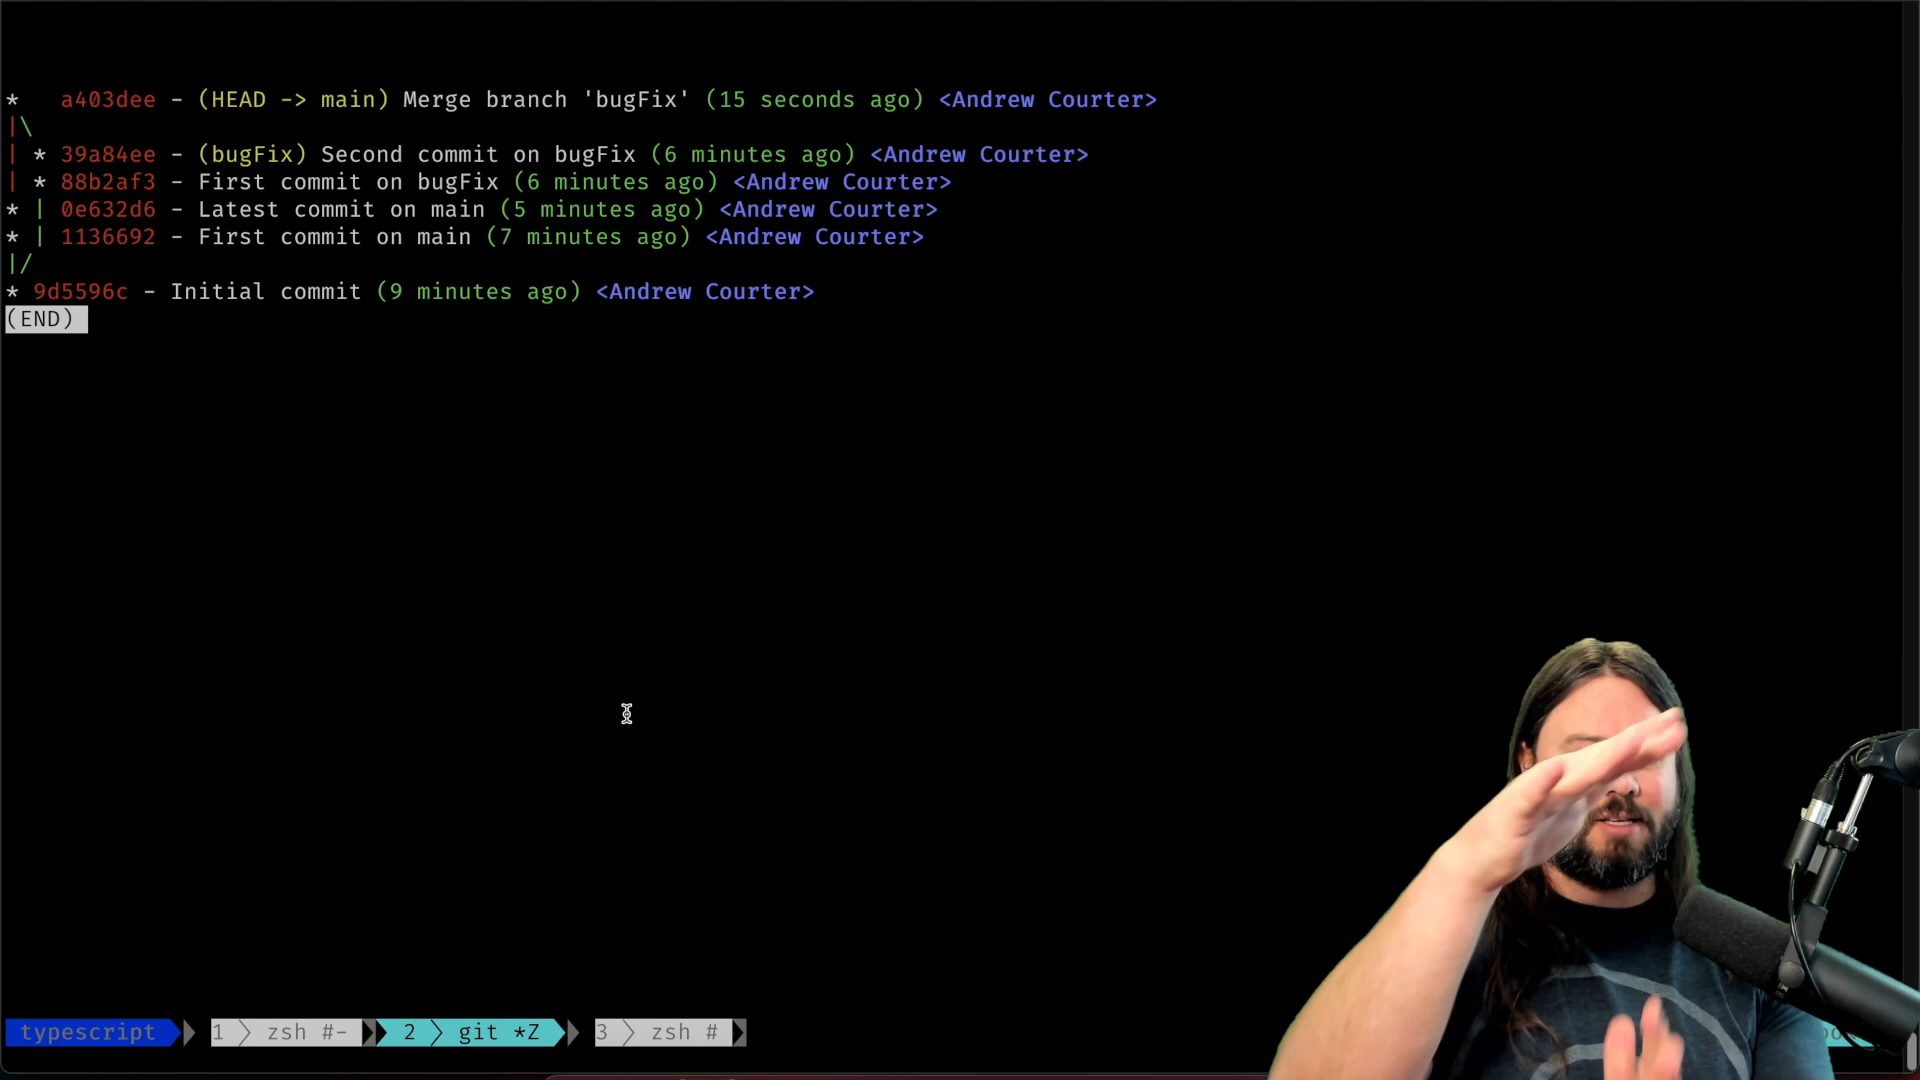 *   a403dee - (HEAD -> main) Merge branch 'bugFix' (15 seconds ago) <Andrew Courter>
|\
| * 39a84ee - (bugFix) Second commit on bugFix (6 minutes ago) <Andrew Courter>
| * 88b2af3 - First commit on bugFix (6 minutes ago) <Andrew Courter>
* | 0e632d6 - Latest commit on main (5 minutes ago) <Andrew Courter>
* | 1136692 - First commit on main (7 minutes ago) <Andrew Courter>
|/
* 9d5596c - Initial commit (9 minutes ago) <Andrew Courter>
(END)
typescript 1 zsh #- 2 git *Z 3 zsh #